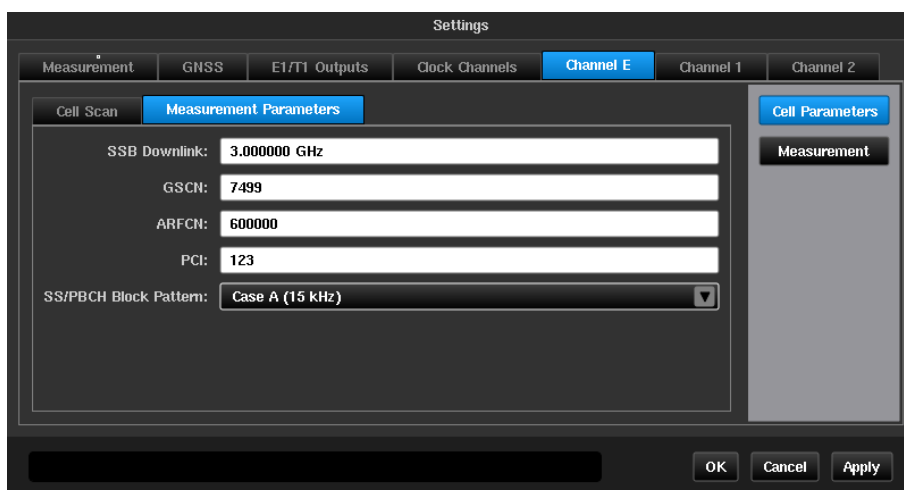 Settings
Measurement GNSS E1/T1 Outputs Clock Channels Channel E Channel 1 Channel 2
Cell Scan Measurement Parameters Cell Parameters
SSB Downlink: 3.000000 GHz Measurement
GSCN: 7499
ARFCN: 600000
PCI: 123
SS/PBCH Block Pattern: Case A (15 kHz)
OK Cancel Apply